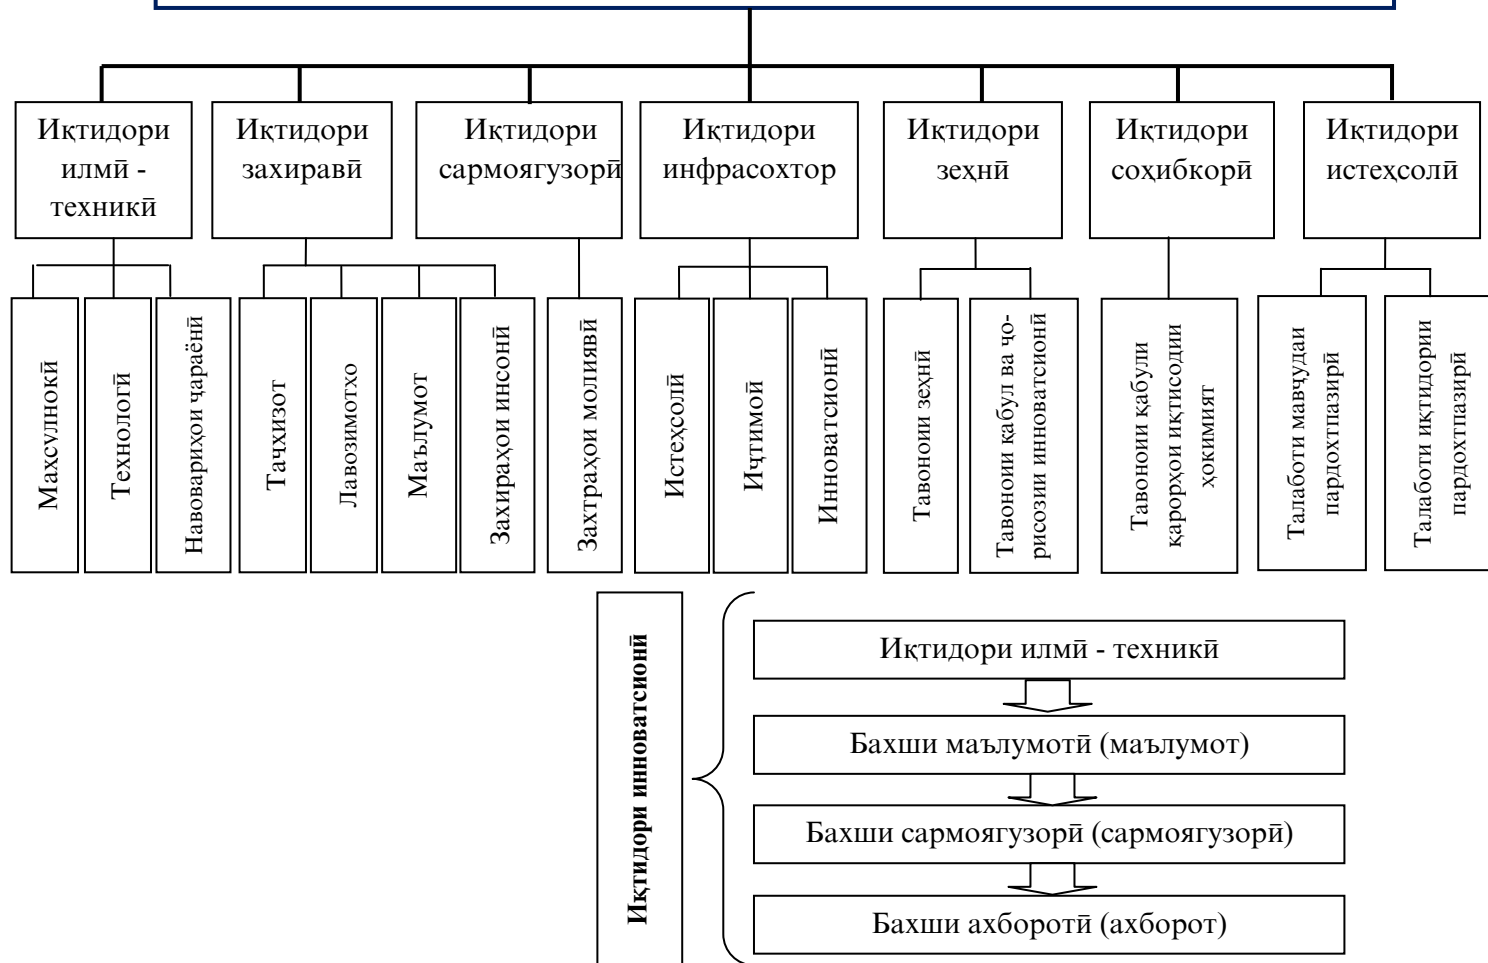 Иқтидори
илмӣ -
техникӣ
Иқтидори
захиравӣ
Иқтидори
сармоягузорӣ
Иқтидори
инфрасохтор
Иқтидори
зеҳнӣ
Иқтидори
соҳибкорӣ
Иқтидори
истеҳсолӣ
Махсулнокӣ
Технологӣ
Навовариҳои ҷараёнӣ
Таҷхизот
Лавозимотхо
Маълумот
Захираҳои инсонӣ
Захтраҳои молиявӣ
Истеҳсолӣ
Иҷтимоӣ
Инноватсионӣ
Тавоноии зеҳнӣ
Тавоноии қабул ва ҷо-
рисозии инноватсионӣ
Тавоноии қабули
қарорҳои иқтисодии
ҳокимият
Талаботи мавҷудаи
пардохтпазирӣ
Талаботи иқтидории
пардохтпазирӣ
Иқтидори инноватсионӣ
Иқтидори илмӣ - техникӣ
Бахши маълумотӣ (маълумот)
Бахши сармоягузорӣ (сармоягузорӣ)
Бахши ахборотӣ (ахборот)